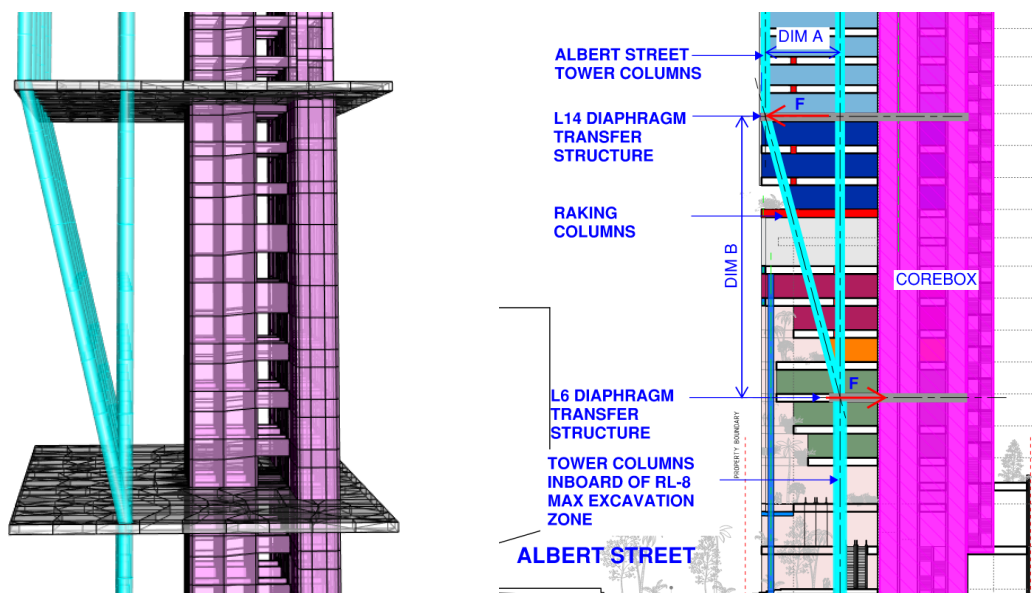 DIM A
ALBERT STREET
TOWER COLUMNS
F
L14 DIAPHRAGM
TRANSFER
STRUCTURE
RAKING
COLUMNS
DIM B
COREBOX
F
L6 DIAPHRAGM
TRANSFER
STRUCTURE
PROPERTY BOUNDARY
TOWER COLUMNS
INBOARD OF RL-8
MAX EXCAVATION
ZONE
ALBERT STREET